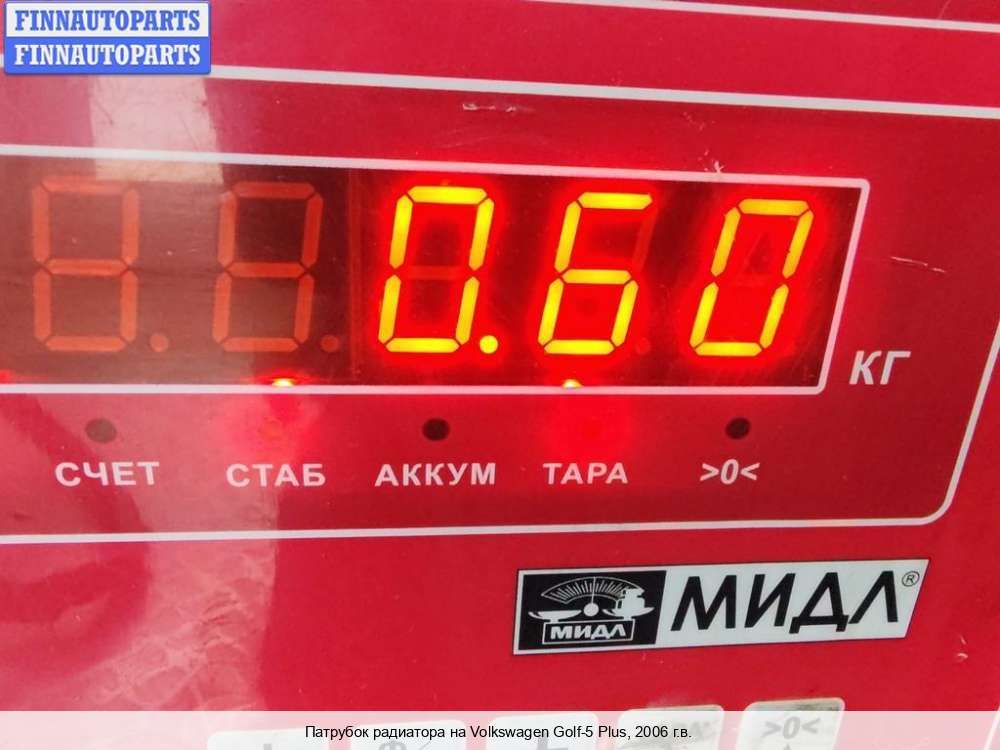 FINNAUTOPARTS
FINNAUTOPARTS
0.60
КГ
СЧЕТ СТАБ АККУМ ТАРА >0<
МИДЛ МИДЛ®
>0<
Патрубок радиатора на Volkswagen Golf-5 Plus, 2006 г.в.